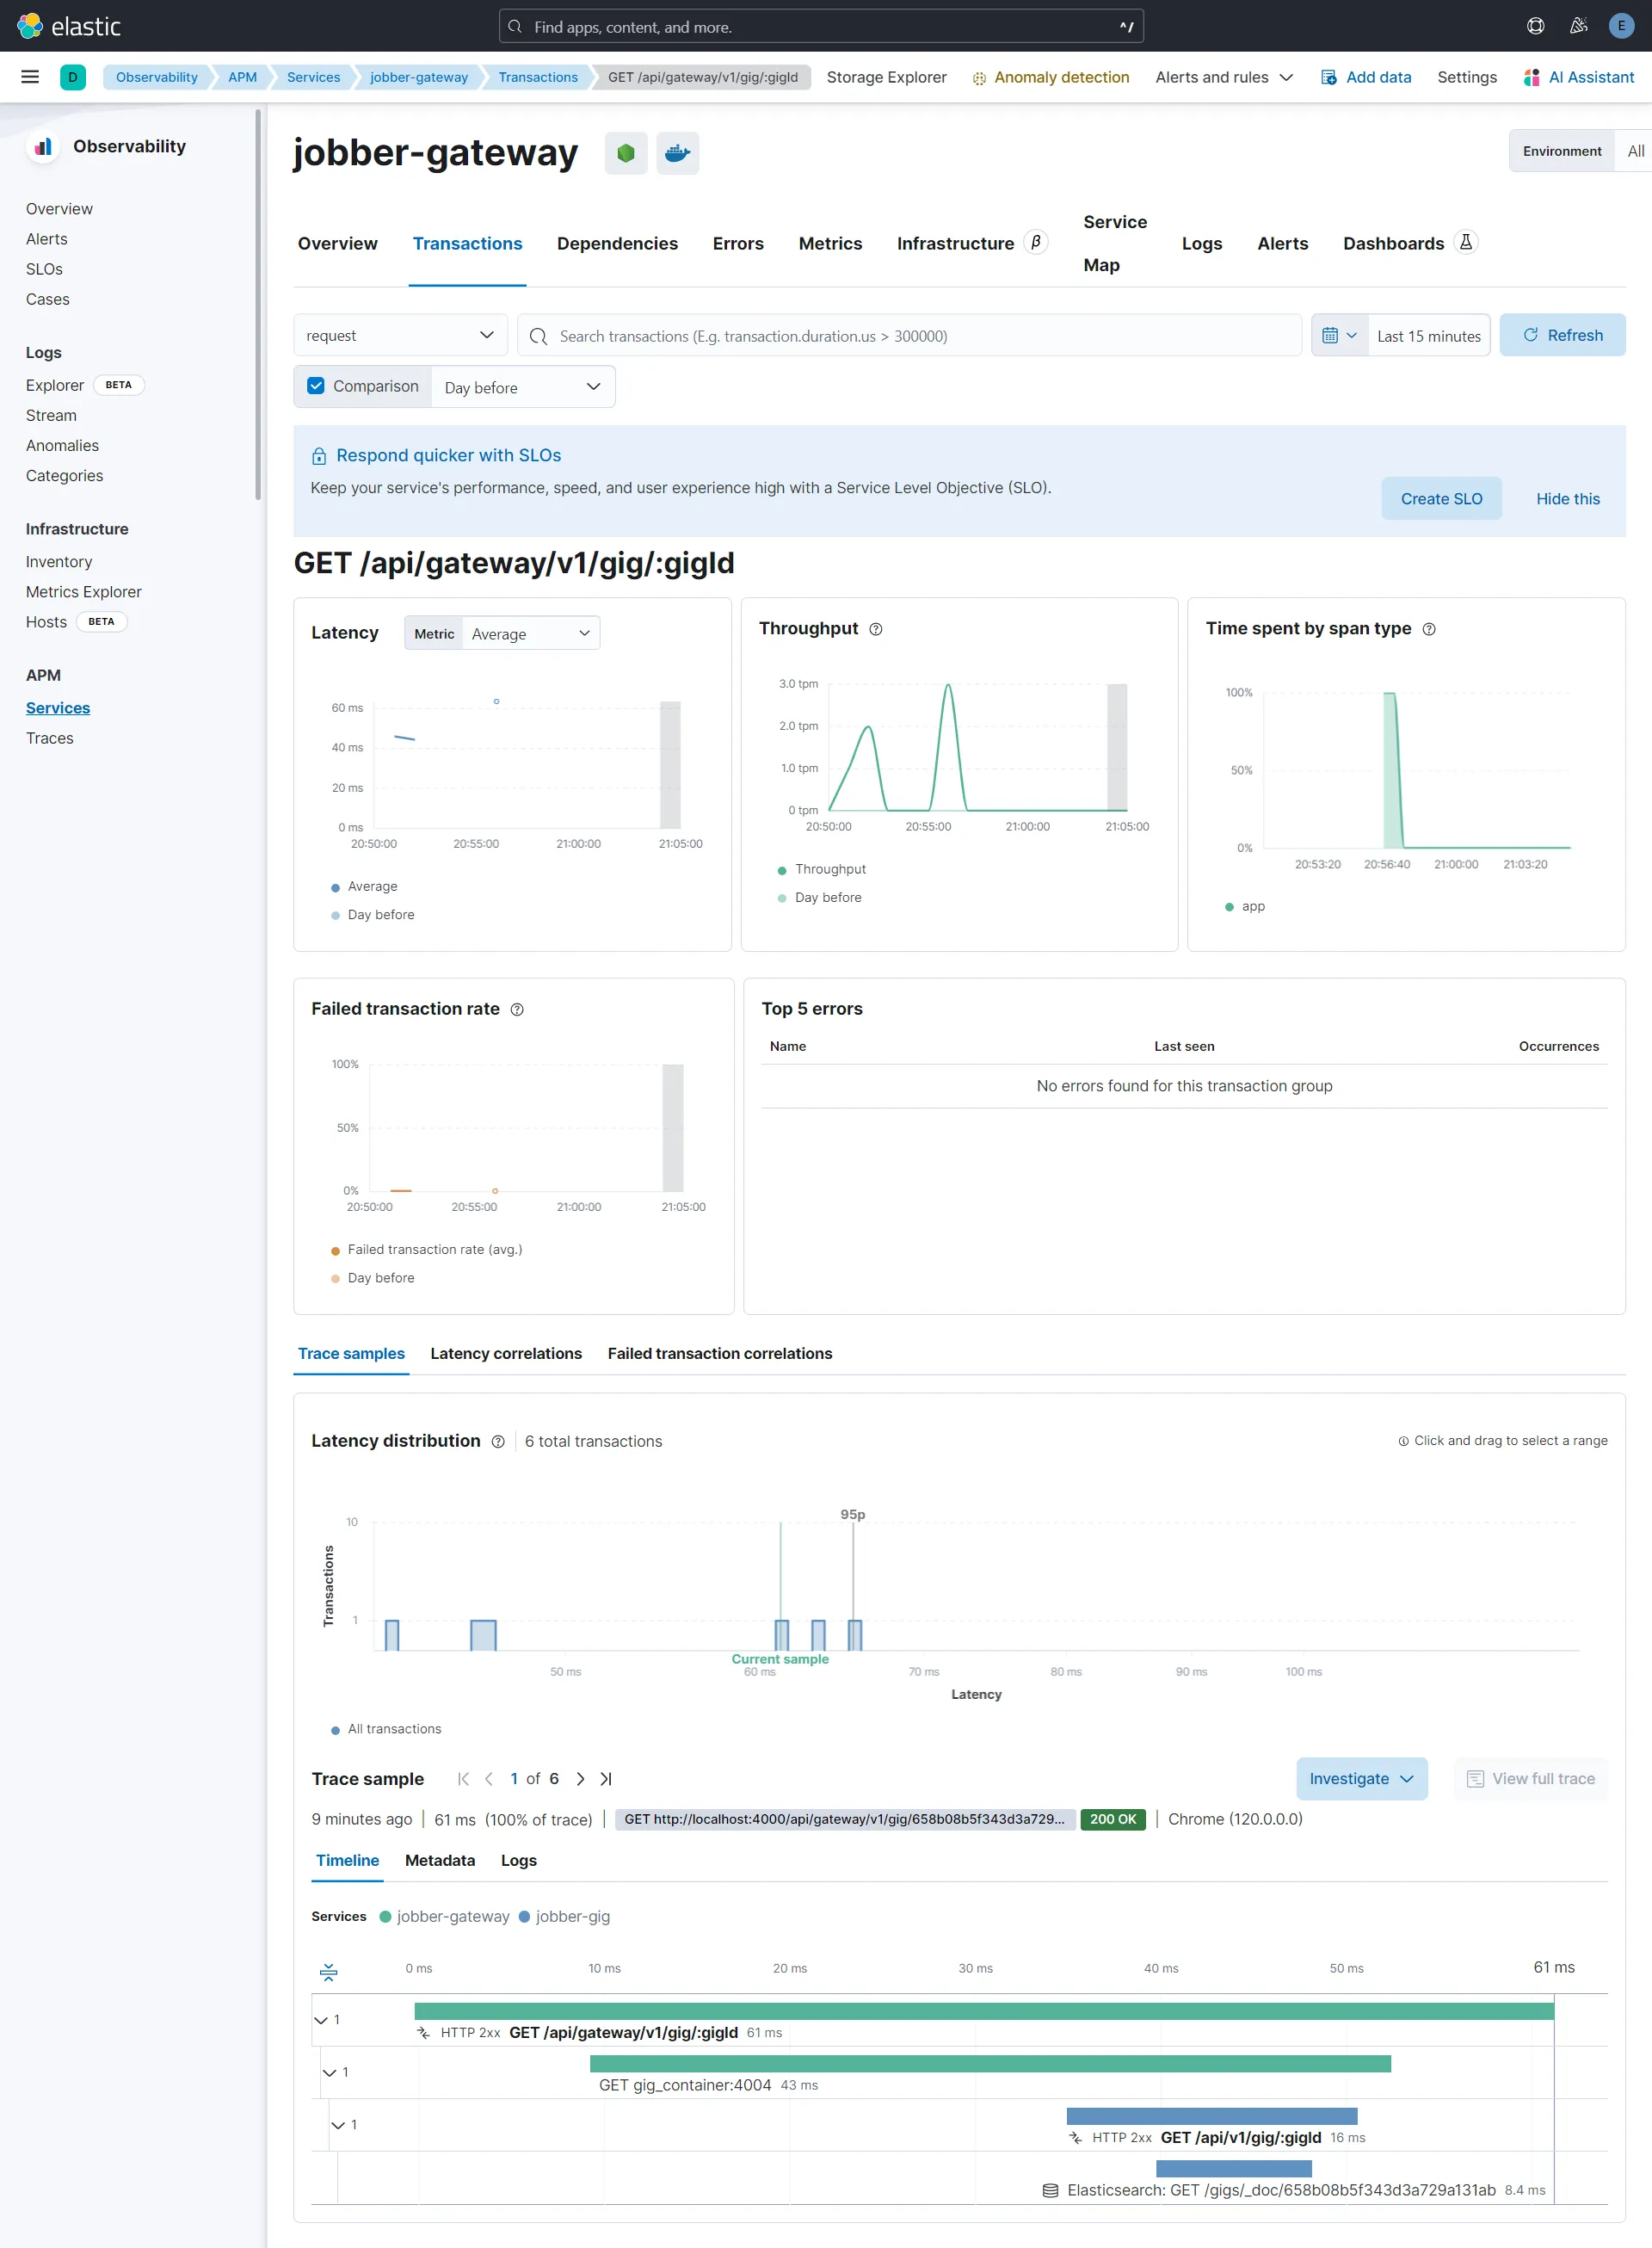 elastic
Find apps, content, and more.
^/
E
D
Observability
APM
Services
jobber-gateway
Transactions
GET /api/gateway/v1/gig/:gigId
Storage Explorer
Anomaly detection
Alerts and rules
Add data
Settings
AI Assistant
Observability
Overview
Alerts
SLOs
Cases
Logs
Explorer BETA
Stream
Anomalies
Categories
Infrastructure
Inventory
Metrics Explorer
Hosts BETA
APM
Services
Traces
jobber-gateway
Environment
All
Overview
Transactions
Dependencies
Errors
Metrics
Infrastructure β
Service
Map
Logs
Alerts
Dashboards
request
Search transactions (E.g. transaction.duration.us > 300000)
Last 15 minutes
Refresh
Comparison
Day before
Respond quicker with SLOs
Keep your service's performance, speed, and user experience high with a Service Level Objective (SLO).
Create SLO
Hide this
GET /api/gateway/v1/gig/:gigId
Latency
Metric
Average
60 ms
40 ms
20 ms
0 ms
20:50:00
20:55:00
21:00:00
21:05:00
Average
Day before
Throughput
3.0 tpm
2.0 tpm
1.0 tpm
0 tpm
20:50:00
20:55:00
21:00:00
21:05:00
Throughput
Day before
Time spent by span type
100%
50%
0%
20:53:20
20:56:40
21:00:00
21:03:20
app
Failed transaction rate
100%
50%
0%
20:50:00
20:55:00
21:00:00
21:05:00
Failed transaction rate (avg.)
Day before
Top 5 errors
Name
Last seen
Occurrences
No errors found for this transaction group
Trace samples
Latency correlations
Failed transaction correlations
Latency distribution
6 total transactions
Click and drag to select a range
95p
10
1
Transactions
Current sample
50 ms
60 ms
70 ms
80 ms
90 ms
100 ms
Latency
All transactions
Trace sample
1 of 6
Investigate
View full trace
9 minutes ago
61 ms (100% of trace)
GET http://localhost:4000/api/gateway/v1/gig/658b08b5f343d3a729...
200 OK
Chrome (120.0.0.0)
Timeline
Metadata
Logs
Services
jobber-gateway
jobber-gig
0 ms
10 ms
20 ms
30 ms
40 ms
50 ms
61 ms
1
HTTP 2xx GET /api/gateway/v1/gig/:gigId 61 ms
1
GET gig_container:4004 43 ms
1
HTTP 2xx GET /api/v1/gig/:gigId 16 ms
Elasticsearch: GET /gigs/_doc/658b08b5f343d3a729a131ab 8.4 ms